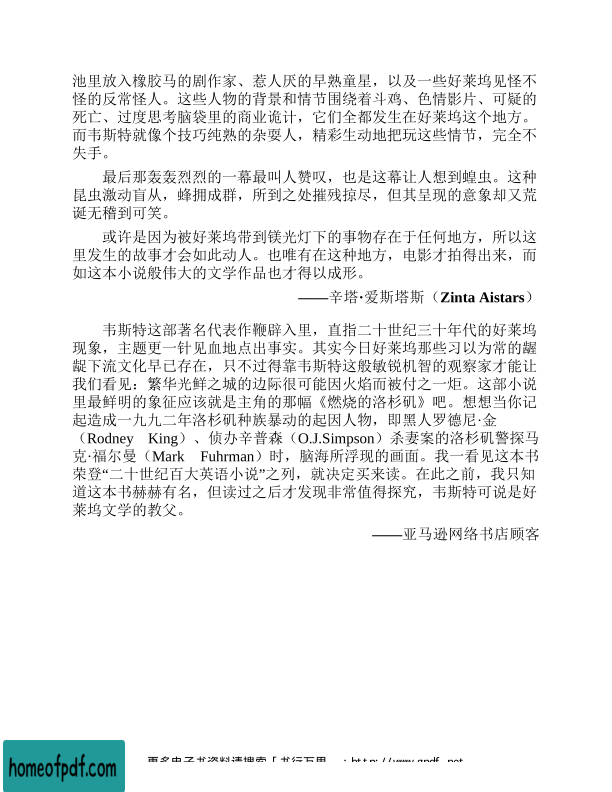 池里放入橡胶马的剧作家、惹人厌的早熟童星，以及一些好莱坞见怪不
怪的反常怪人。这些人物的背景和情节围绕着斗鸡、色情影片、可疑的
死亡、过度思考脑袋里的商业诡计，它们全都发生在好莱坞这个地方。
而韦斯特就像个技巧纯熟的杂耍人，精彩生动地把玩这些情节，完全不
失手。
最后那轰轰烈烈的一幕最叫人赞叹，也是这幕让人想到蝗虫。这种
昆虫激动盲从，蜂拥成群，所到之处摧残掠尽，但其呈现的意象却又荒
诞无稽到可笑。
或许是因为被好莱坞带到镁光灯下的事物存在于任何地方，所以这
里发生的故事才会如此动人。也唯有在这种地方，电影才拍得出来，而
如这本小说般伟大的文学作品也才得以成形。
——辛塔·爱斯塔斯（Zinta Aistars）
韦斯特这部著名代表作鞭辟入里，直指二十世纪三十年代的好莱坞
现象，主题更一针见血地点出事实。其实今日好莱坞那些习以为常的龌
龊下流文化早已存在，只不过得靠韦斯特这般敏锐机智的观察家才能让
我们看见：繁华光鲜之城的边际很可能因火焰而被付之一炬。这部小说
里最鲜明的象征应该就是主角的那幅《燃烧的洛杉矶》吧。想想当你记
起造成一九九二年洛杉矶种族暴动的起因人物，即黑人罗德尼·金
（Rodney King）、侦办辛普森（O.J.Simpson）杀妻案的洛杉矶警探马
克·福尔曼（Mark Fuhrman）时，脑海所浮现的画面。我一看见这本书
荣登“二十世纪百大英语小说”之列，就决定买来读。在此之前，我只知
道这本书赫赫有名，但读过之后才发现非常值得探究，韦斯特可说是好
莱坞文学的教父。
——亚马逊网络书店顾客
更多电子书资料请搜索「书行万里
homeofpdf.com